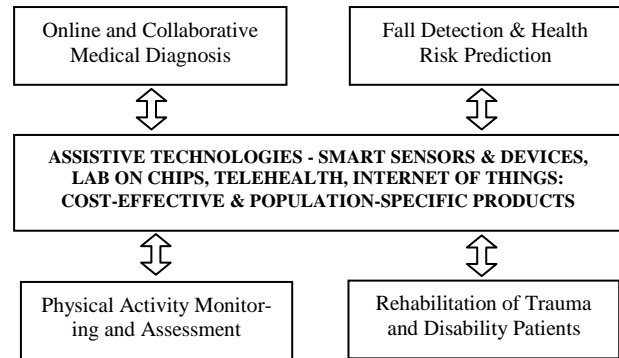 Online and Collaborative
Medical Diagnosis
Fall Detection & Health
Risk Prediction
ASSISTIVE TECHNOLOGIES - SMART SENSORS & DEVICES,
LAB ON CHIPS, TELEHEALTH, INTERNET OF THINGS:
COST-EFFECTIVE & POPULATION-SPECIFIC PRODUCTS
Physical Activity Monitor-
ing and Assessment
Rehabilitation of Trauma
and Disability Patients